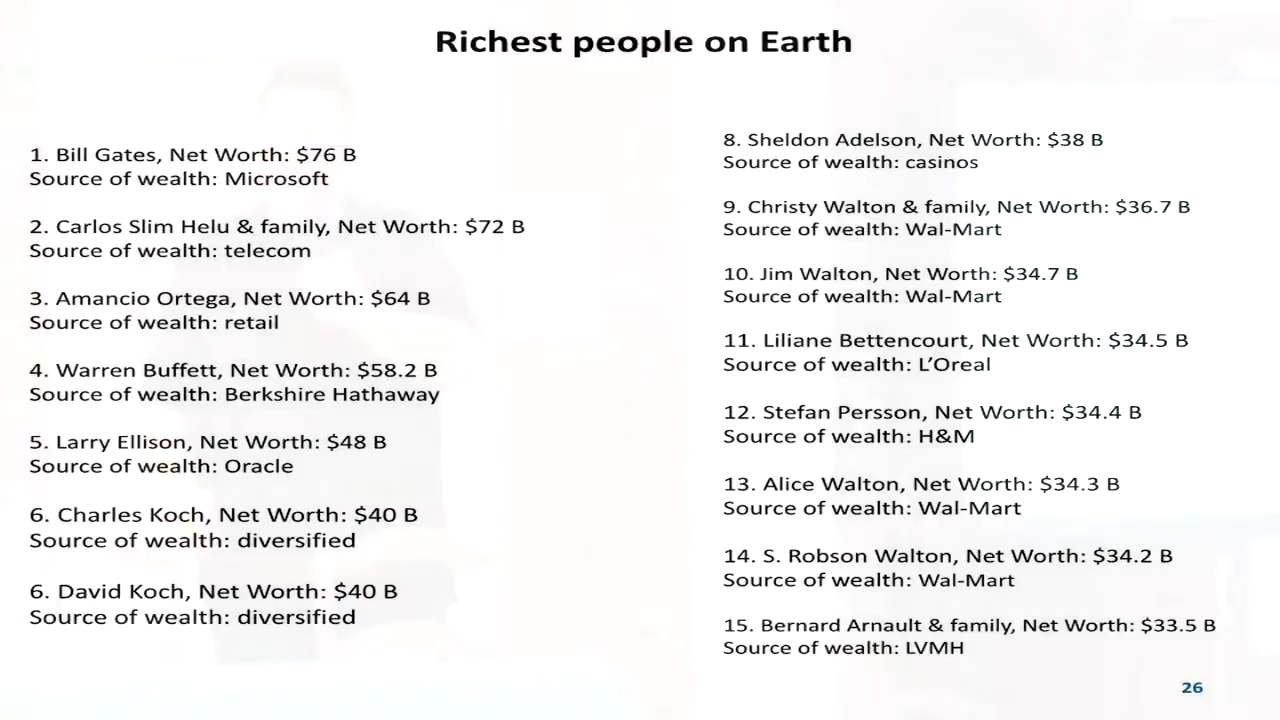 Richest people on Earth
1. Bill Gates, Net Worth: $76 B
Source of wealth: Microsoft
2. Carlos Slim Helu & family, Net Worth: $72 B
Source of wealth: telecom
3. Amancio Ortega, Net Worth: $64 B
Source of wealth: retail
4. Warren Buffett, Net Worth: $58.2 B
Source of wealth: Berkshire Hathaway
5. Larry Ellison, Net Worth: $48 B
Source of wealth: Oracle
6. Charles Koch, Net Worth: $40 B
Source of wealth: diversified
6. David Koch, Net Worth: $40 B
Source of wealth: diversified
8. Sheldon Adelson, Net Worth: $38 B
Source of wealth: casinos
9. Christy Walton & family, Net Worth: $36.7 B
Source of wealth: Wal-Mart
10. Jim Walton, Net Worth: $34.7 B
Source of wealth: Wal-Mart
11. Liliane Bettencourt, Net Worth: $34.5 B
Source of wealth: L’Oreal
12. Stefan Persson, Net Worth: $34.4 B
Source of wealth: H&M
13. Alice Walton, Net Worth: $34.3 B
Source of wealth: Wal-Mart
14. S. Robson Walton, Net Worth: $34.2 B
Source of wealth: Wal-Mart
15. Bernard Arnault & family, Net Worth: $33.5 B
Source of wealth: LVMH
26